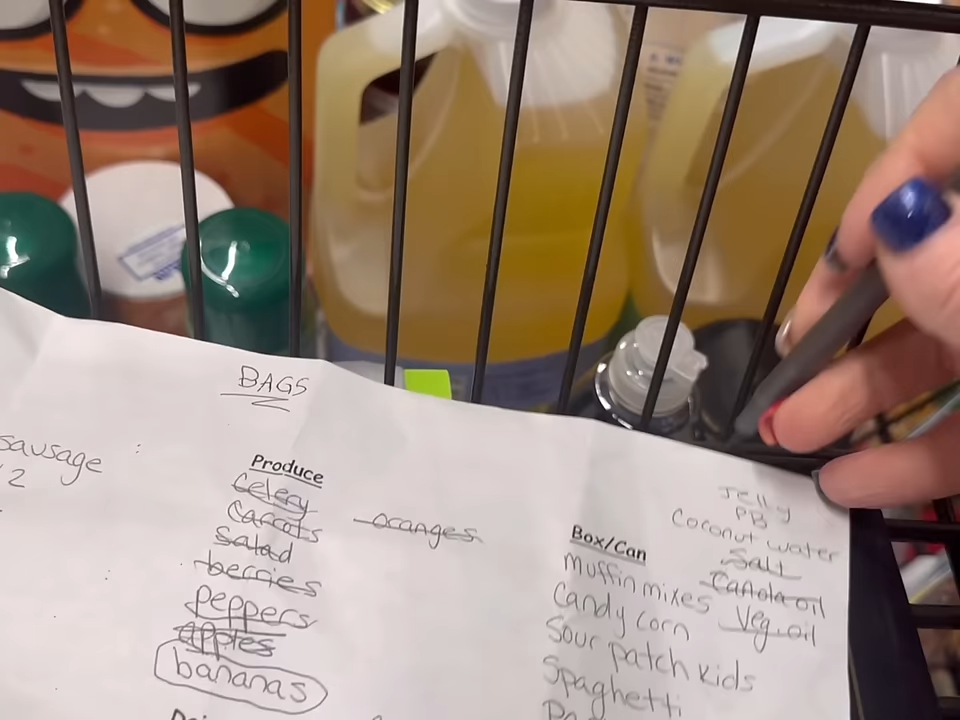 BAGS
sausage
Produce
Celery
Carrots
oranges
Salad
berries
peppers
apples
bananas
Jelly
PB
Coconut water
Salt
Canola oil
Veg. oil
Box/Can
muffin mixes
Candy corn
Sour patch kids
Spaghetti